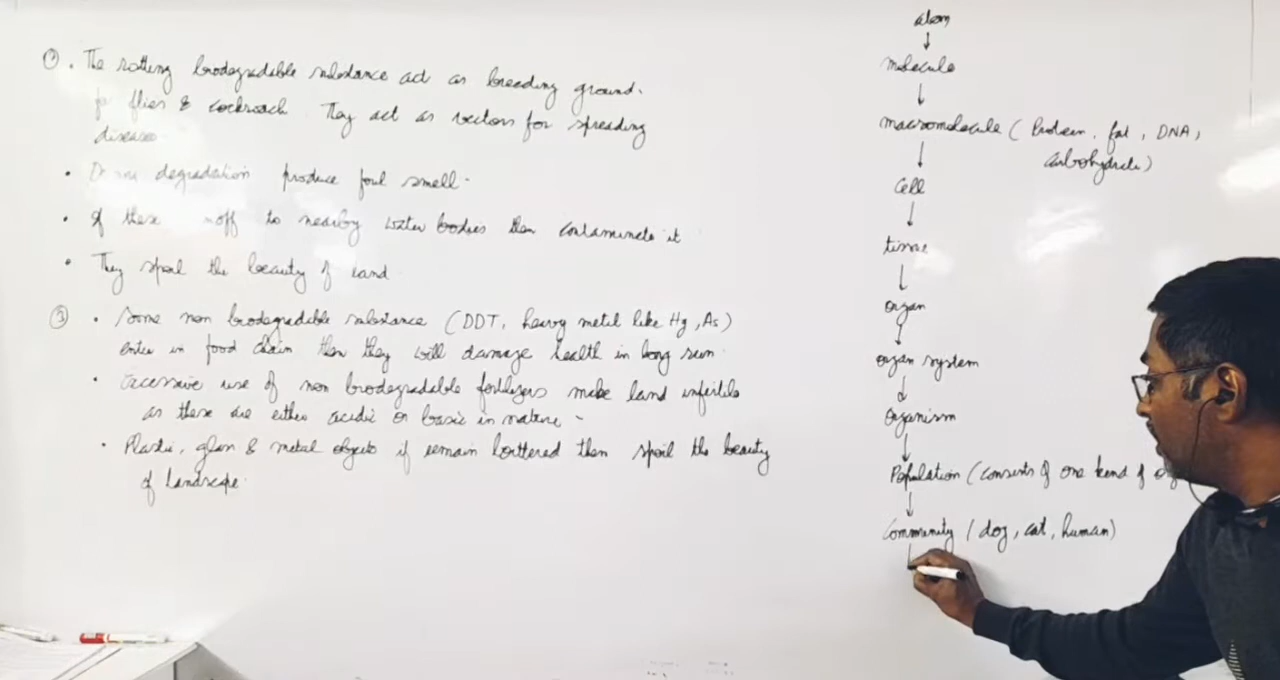 ① . The rotting biodegradable substance act as breeding ground.
for flies & cockroach They act as vectors for spreading
diseases
. degradation produce foul smell.
. If these off to nearby water bodies then contaminate it
. They spoil the beauty of land
③ . Some non biodegradable substance (DDT, heavy metal like Hg, As)
enter in food chain then they will damage health in long run.
. Excessive use of non biodegradable fertilizers make land infertile
as these are either acidic or basic in nature -
. Plastic, glass & metal objects if remain littered then spoil the beauty
of landscape.
atom
↓
molecule
↓
macromolecule ( Protein, fat, DNA,
carbohydrate)
↓
Cell
↓
tissue
↓
organ
↓
organ system
↓
Organism
↓
Population (consists of one kind of
↓
Community ( dog, cat, human)